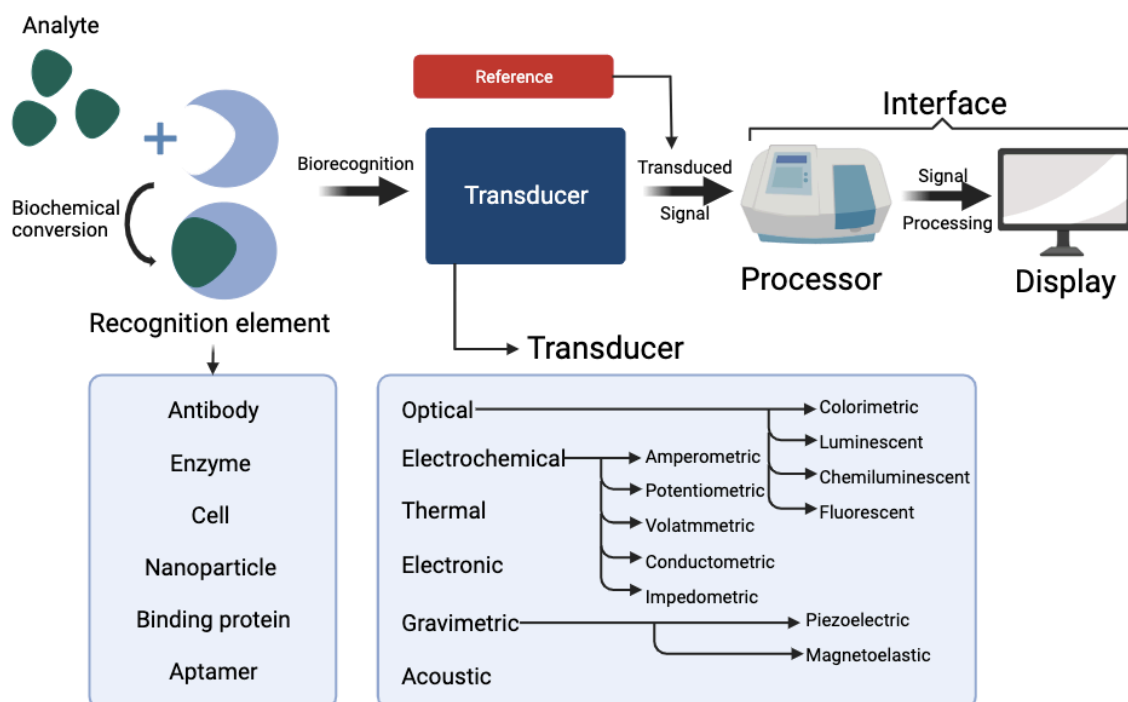 Analyte
Reference
Interface
Biorecognition
Transducer
Transduced
Signal
Signal
Processing
Biochemical
conversion
Processor
Display
Recognition element
Transducer
Antibody
Enzyme
Cell
Nanoparticle
Binding protein
Aptamer
Optical
Colorimetric
Luminescent
Chemiluminescent
Fluorescent
Electrochemical
Amperometric
Potentiometric
Volatmmetric
Conductometric
Impedometric
Thermal
Electronic
Gravimetric
Piezoelectric
Magnetoelastic
Acoustic